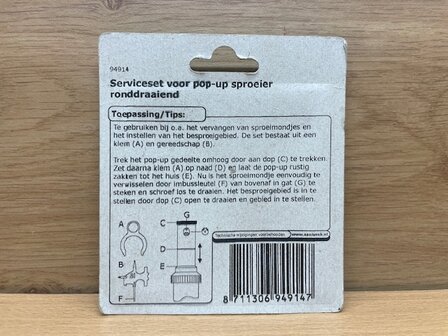 94914
Serviceset voor pop-up sproeier
ronddraaiend
Toepassing/Tips:
Te gebruiken bij o.a. het vervangen van sproeimondjes en
het instellen van het besproeigebied. De set bestaat uit een
klem (A) en gereedschap (B).
Trek het pop-up gedeelte omhoog door aan dop (C) te trekken.
Zet daarna klem (A) op naad (D) en laat de pop-up rustig
zakken tot het huis (E). Nu is het sproeimondje eenvoudig te
verwisselen door imbussleutel (F) van bovenaf in gat (G) te
steken en schroef los te draaien. Het besproeigebied is in te
stellen door dop (C) open te draaien en gebied in te stellen.
A
B
F
G
C
D
E
Technische wijzigingen voorbehouden
8 711306 949147